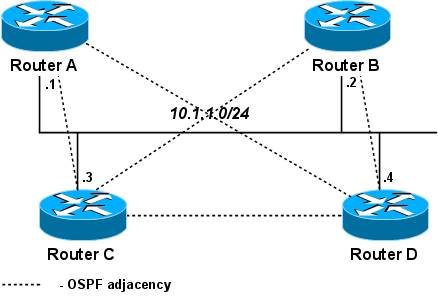 Router A
Router B
.1
.2
10.1.1.0/24
.3
.4
Router C
Router D
- OSPF adjacency